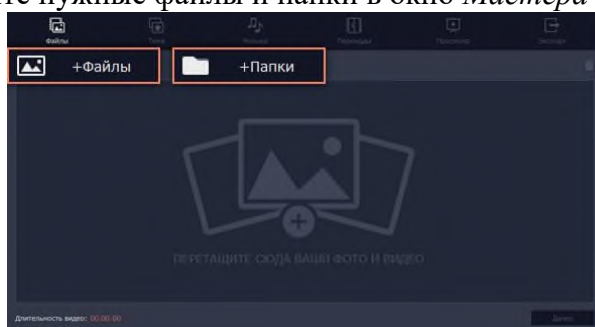 те нужные файлы и папки в окно Мастера
Файлы Музыка Переходы Просмотр Экспорт
+Файлы +Папки
ПЕРЕТАЩИТЕ СЮДА ВАШИ ФОТО И ВИДЕО
Длительность видео: 00:00:00 Далее